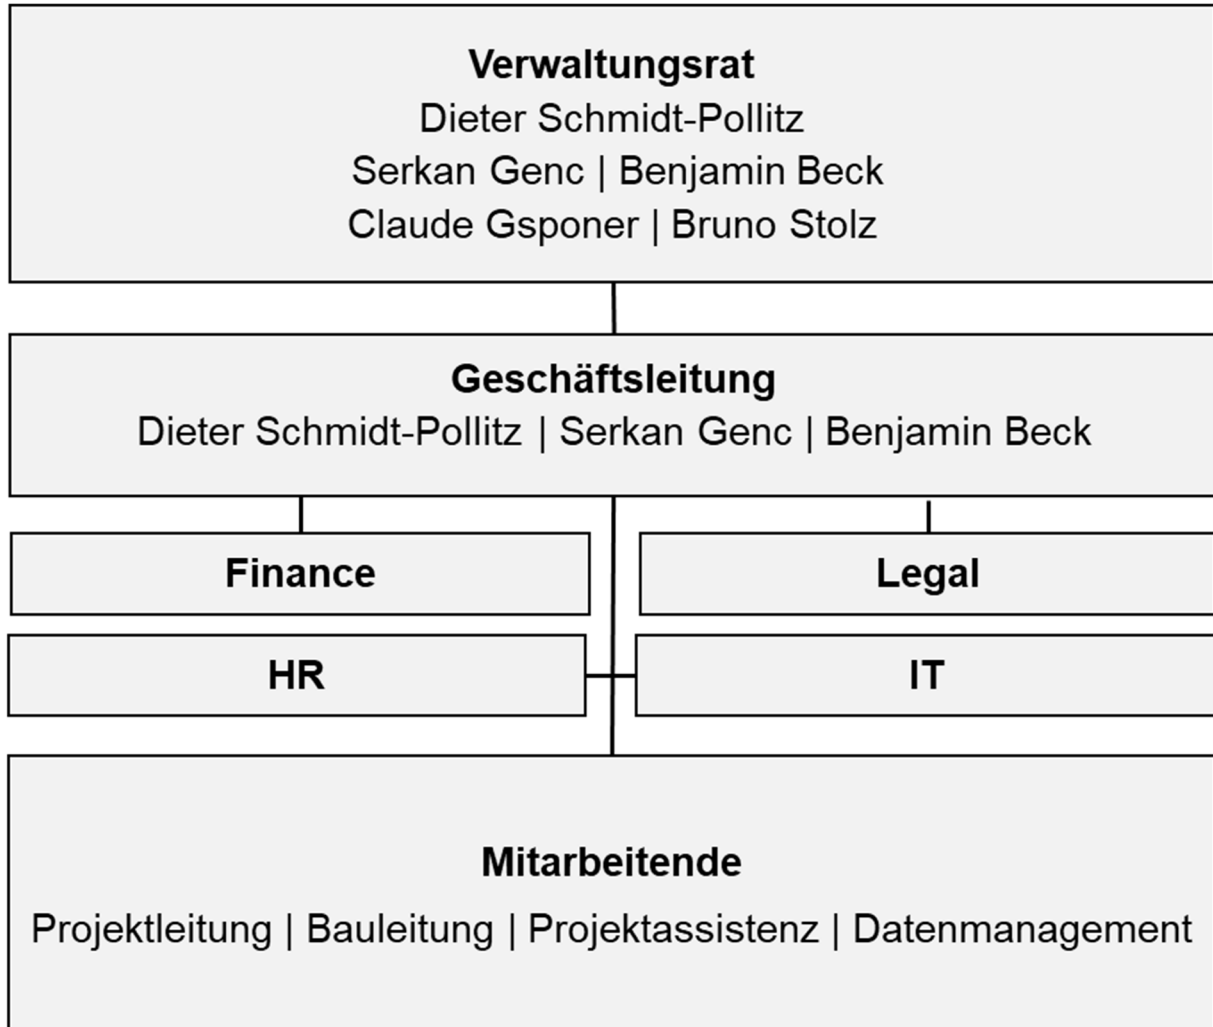 Verwaltungsrat
Dieter Schmidt-Pollitz
Serkan Genc | Benjamin Beck
Claude Gsponer | Bruno Stolz
Geschäftsleitung
Dieter Schmidt-Pollitz | Serkan Genc | Benjamin Beck
Finance
Legal
HR
IT
Mitarbeitende
Projektleitung | Bauleitung | Projektassistenz | Datenmanagement